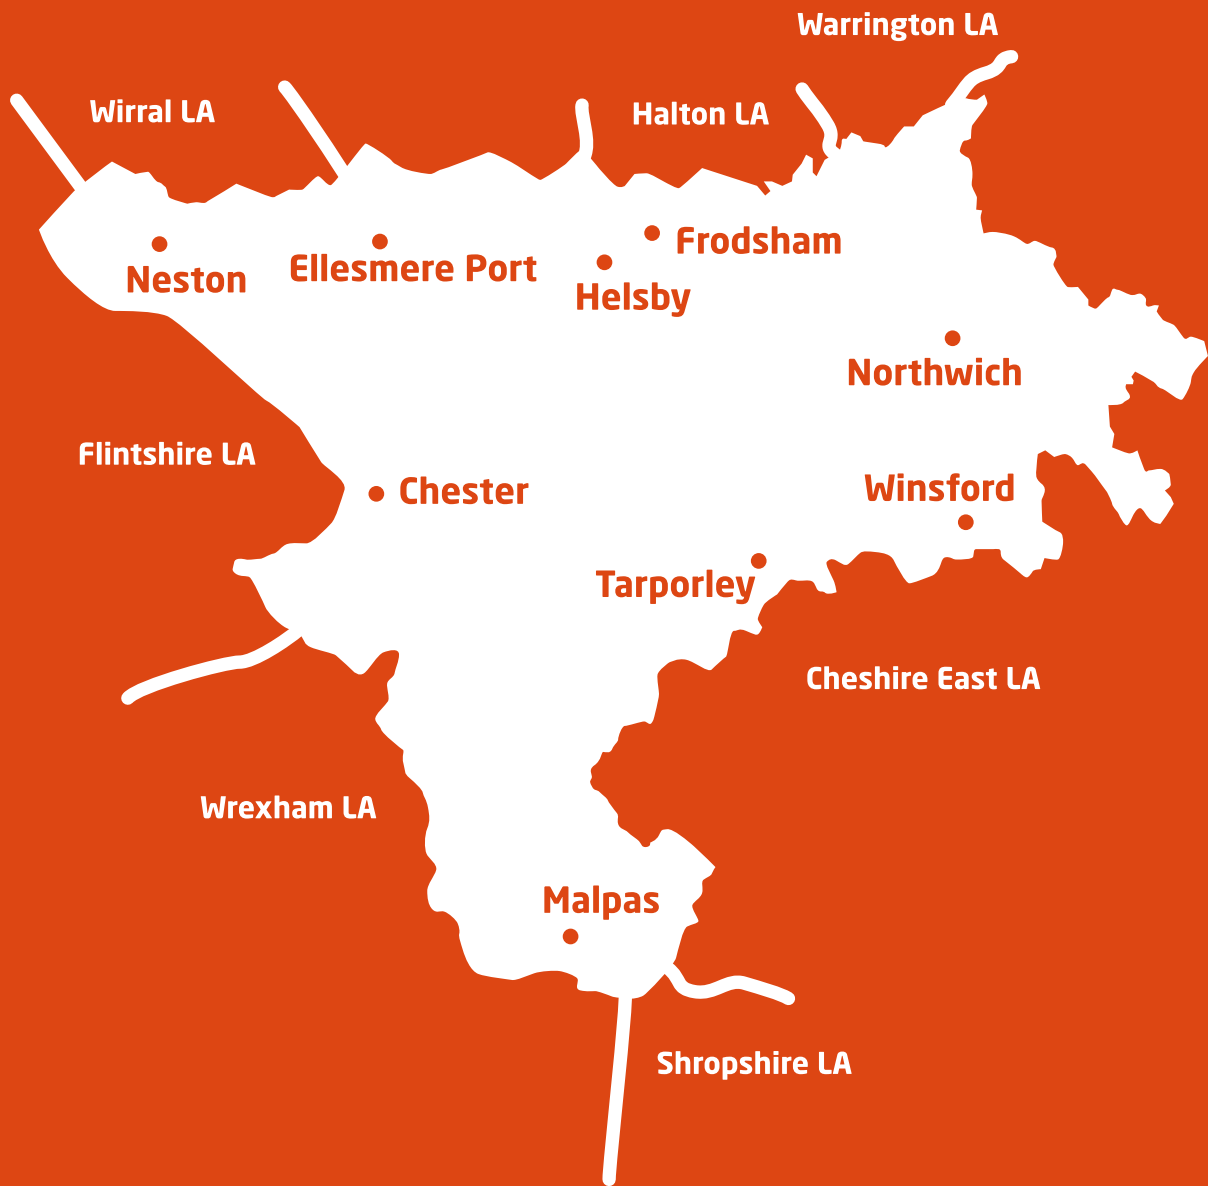 Warrington LA
Wirral LA
Halton LA
Frodsham
Ellesmere Port
Neston
Helsby
Northwich
Flintshire LA
Chester
Winsford
Tarporley
Cheshire East LA
Wrexham LA
Malpas
Shropshire LA